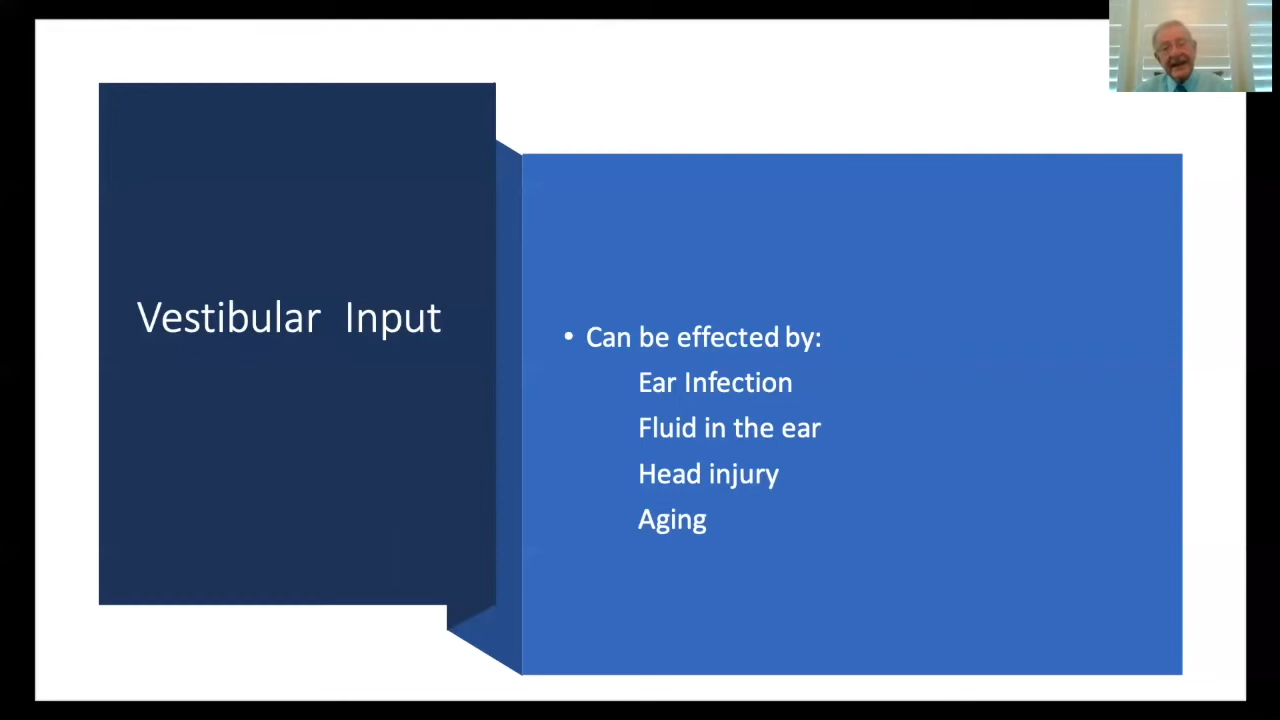 Vestibular Input
• Can be effected by:
Ear Infection
Fluid in the ear
Head injury
Aging